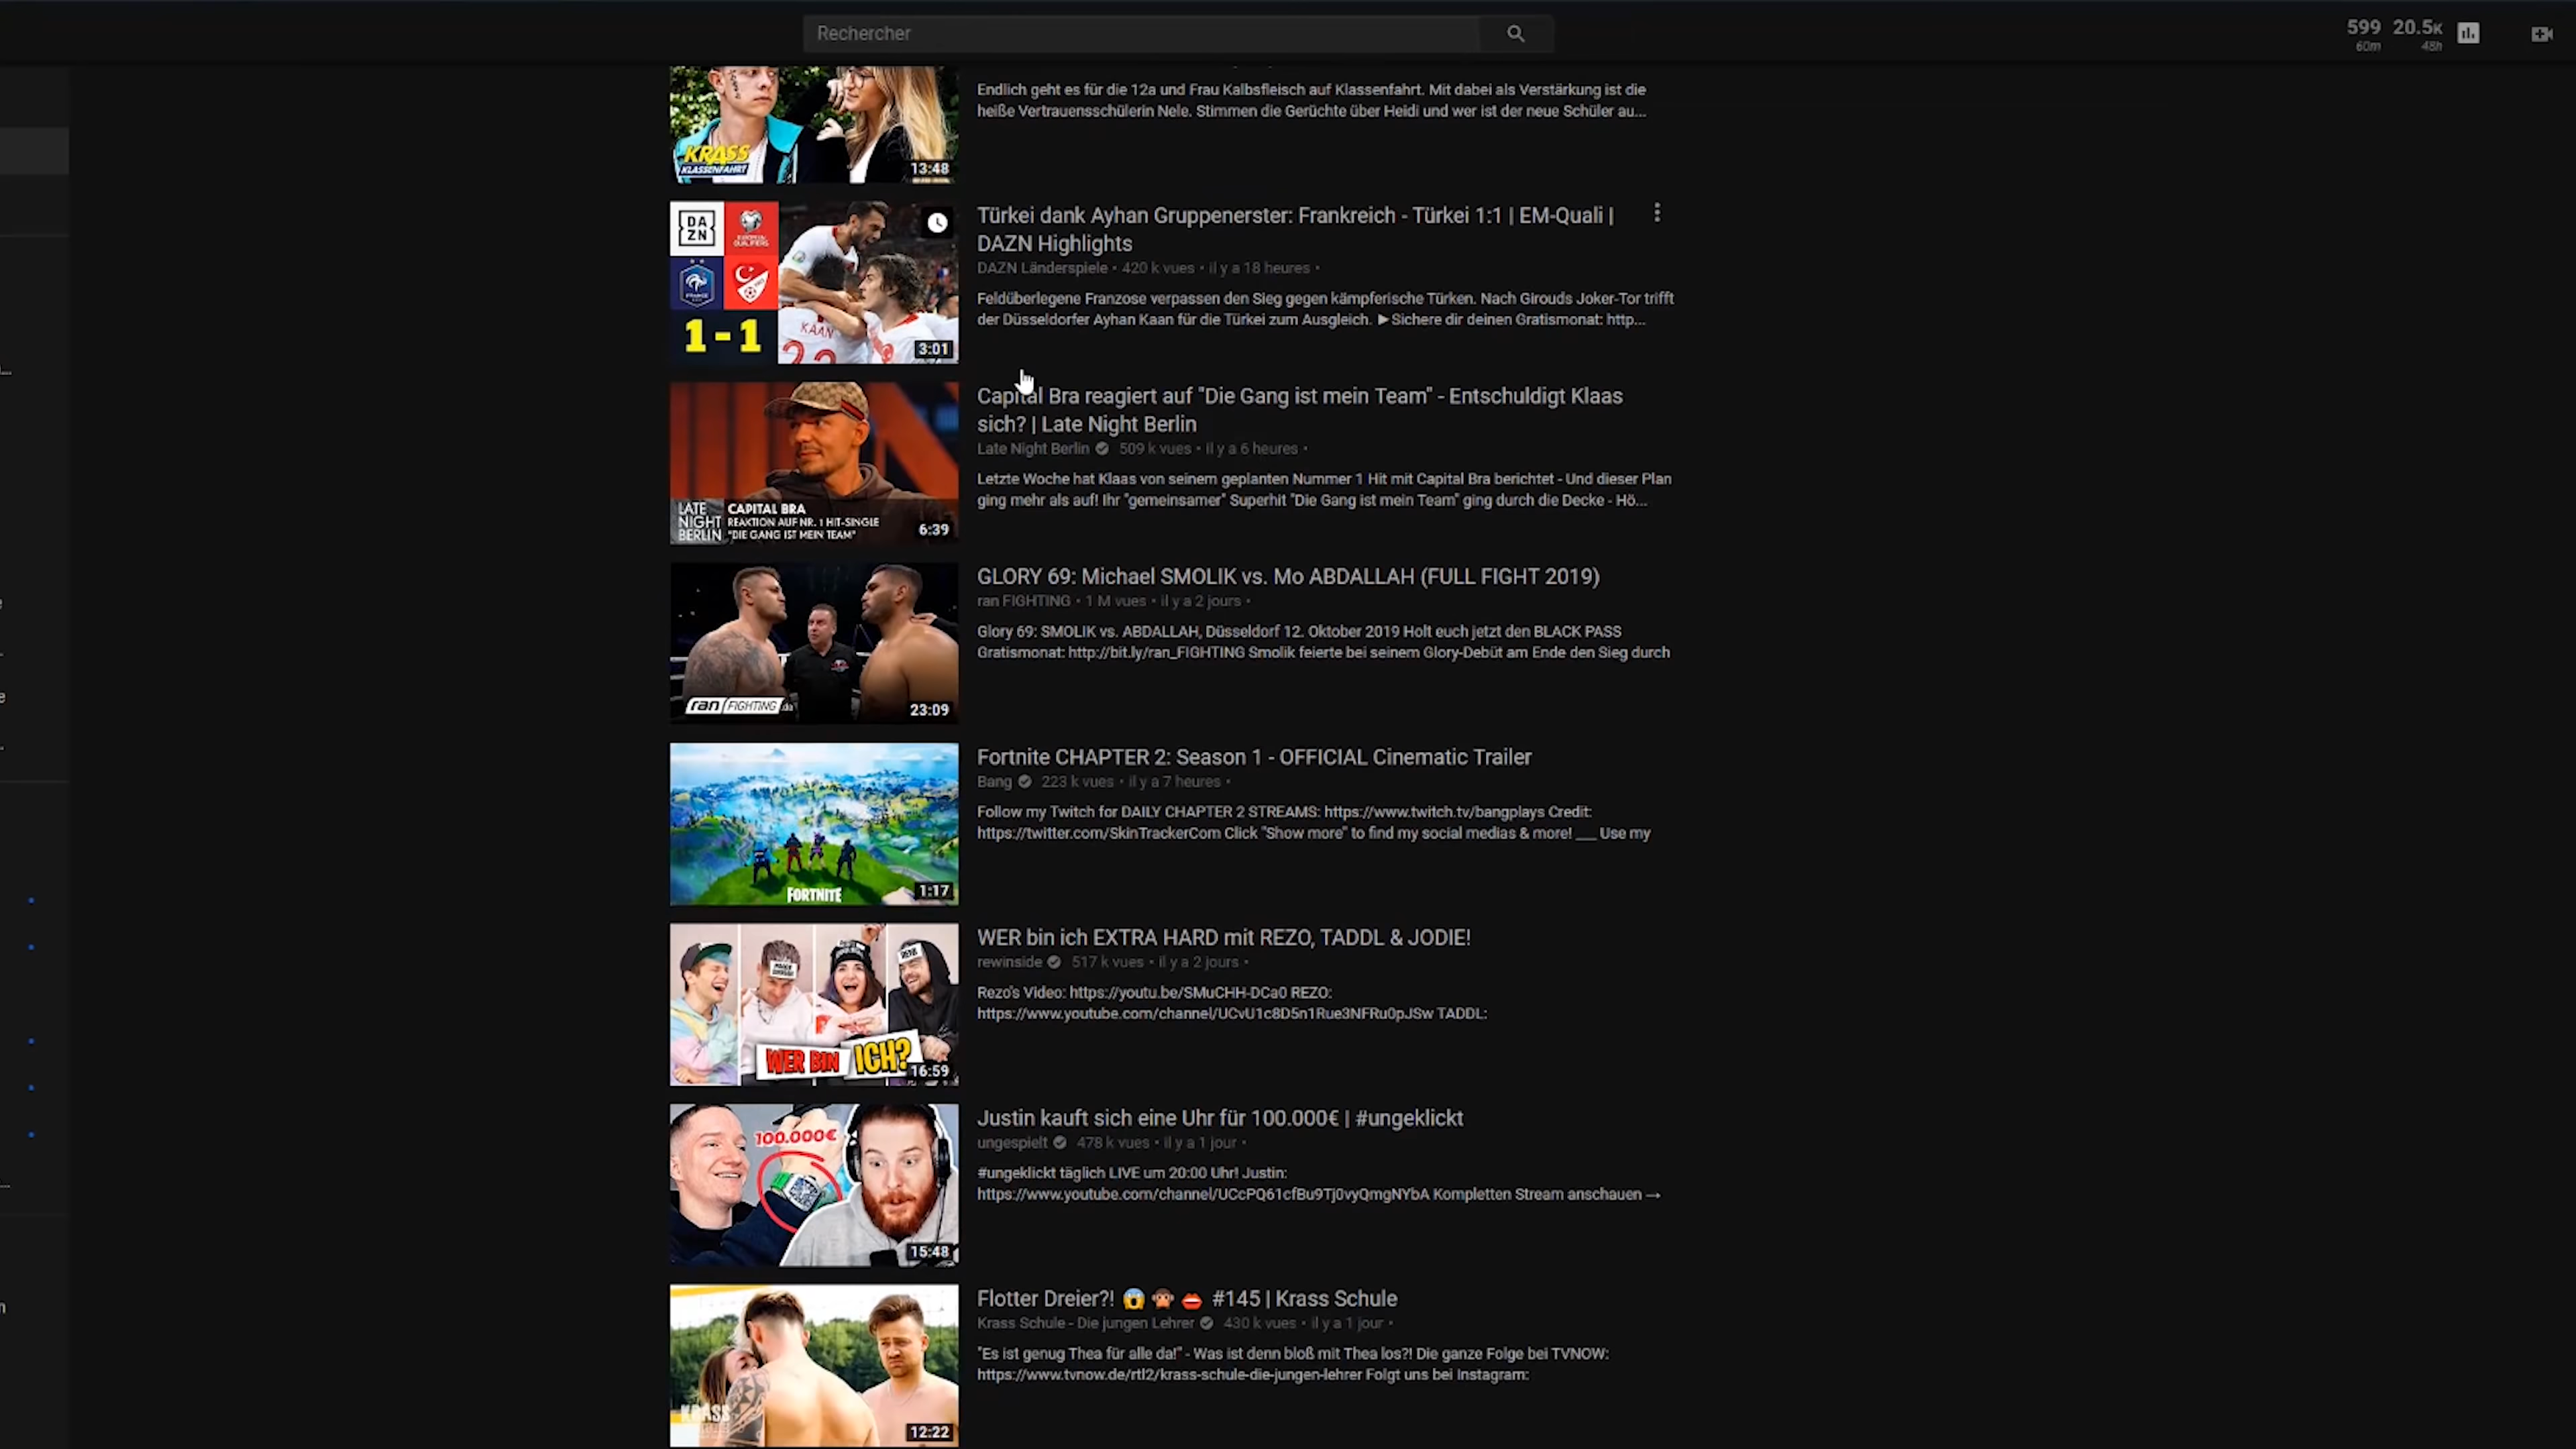 Rechercher
599 20.5K
60m 48h
Endlich geht es für die 12a und Frau Kalbsfleisch auf Klassenfahrt. Mit dabei als Verstärkung ist die
heiße Vertrauensschülerin Nele. Stimmen die Gerüchte über Heidi und wer ist der neue Schüler au...
KRASS
KLASSENFAHRT
13:48
Türkei dank Ayhan Gruppenerster: Frankreich - Türkei 1:1 | EM-Quali |
DAZN Highlights
DAZN Länderspiele • 420 k vues • il y a 18 heures •
Feldüberlegene Franzose verpassen den Sieg gegen kämpferische Türken. Nach Girouds Joker-Tor trifft
der Düsseldorfer Ayhan Kaan für die Türkei zum Ausgleich. ►Sichere dir deinen Gratismonat: http...
DA
ZN
EUROPEAN
QUALIFIERS
FRANCE
1-1
KAAN
22
3:01
Capital Bra reagiert auf "Die Gang ist mein Team" - Entschuldigt Klaas
sich? | Late Night Berlin
Late Night Berlin 509 k vues • il y a 6 heures •
Letzte Woche hat Klaas von seinem geplanten Nummer 1 Hit mit Capital Bra berichtet - Und dieser Plan
ging mehr als auf! Ihr "gemeinsamer" Superhit "Die Gang ist mein Team" ging durch die Decke - Hö...
LATE
NIGHT
BERLIN
CAPITAL BRA
REAKTION AUF NR. 1 HIT-SINGLE
"DIE GANG IST MEIN TEAM"
6:39
GLORY 69: Michael SMOLIK vs. Mo ABDALLAH (FULL FIGHT 2019)
ran FIGHTING • 1 M vues • il y a 2 jours •
Glory 69: SMOLIK vs. ABDALLAH, Düsseldorf 12. Oktober 2019 Holt euch jetzt den BLACK PASS
Gratismonat: http://bit.ly/ran_FIGHTING Smolik feierte bei seinem Glory-Debüt am Ende den Sieg durch
ran FIGHTING .de
23:09
Fortnite CHAPTER 2: Season 1 - OFFICIAL Cinematic Trailer
Bang 223 k vues • il y a 7 heures •
Follow my Twitch for DAILY CHAPTER 2 STREAMS: https://www.twitch.tv/bangplays Credit:
https://twitter.com/SkinTrackerCom Click "Show more" to find my social medias & more! ___ Use my
FORTNITE
1:17
WER bin ich EXTRA HARD mit REZO, TADDL & JODIE!
rewinside 517 k vues • il y a 2 jours •
Rezo's Video: https://youtu.be/SMuCHH-DCa0 REZO:
https://www.youtube.com/channel/UCvU1c8D5n1Rue3NFRu0pJSw TADDL:
WER BIN ICH?
16:59
Justin kauft sich eine Uhr für 100.000€ | #ungeklickt
ungespielt 478 k vues • il y a 1 jour •
#ungeklickt täglich LIVE um 20:00 Uhr! Justin:
https://www.youtube.com/channel/UCcPQ61cfBu9Tj0vyQmgNYbA Kompletten Stream anschauen →
100.000€
15:48
Flotter Dreier?! 😱 🙊 👄 #145 | Krass Schule
Krass Schule - Die jungen Lehrer 430 k vues • il y a 1 jour •
"Es ist genug Thea für alle da!" - Was ist denn bloß mit Thea los?! Die ganze Folge bei TVNOW:
https://www.tvnow.de/rtl2/krass-schule-die-jungen-lehrer Folgt uns bei Instagram:
KRASS
12:22